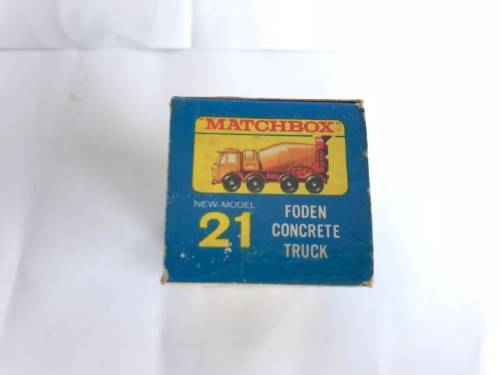 "MATCHBOX"
NEW-MODEL
21
FODEN
CONCRETE
TRUCK